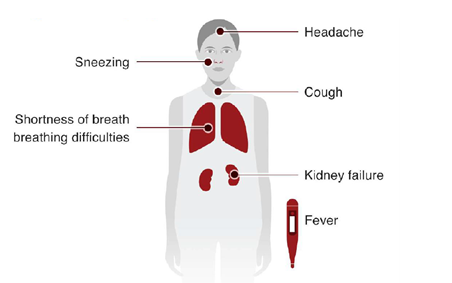 Headache
Sneezing
Cough
Shortness of breath
breathing difficulties
Kidney failure
Fever